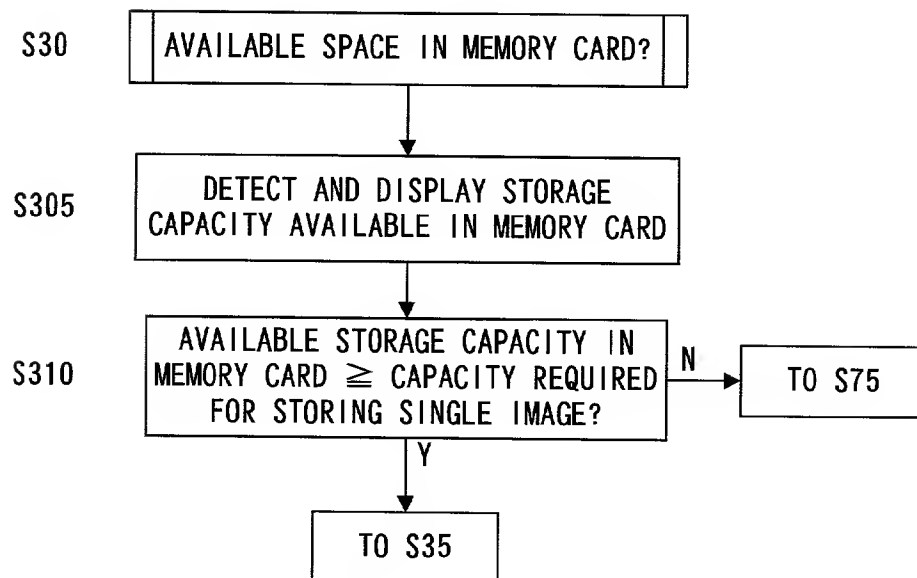 S30
AVAILABLE SPACE IN MEMORY CARD?
S305
DETECT AND DISPLAY STORAGE
CAPACITY AVAILABLE IN MEMORY CARD
S310
AVAILABLE STORAGE CAPACITY IN
MEMORY CARD ≧ CAPACITY REQUIRED
FOR STORING SINGLE IMAGE?
N
TO S75
Y
TO S35